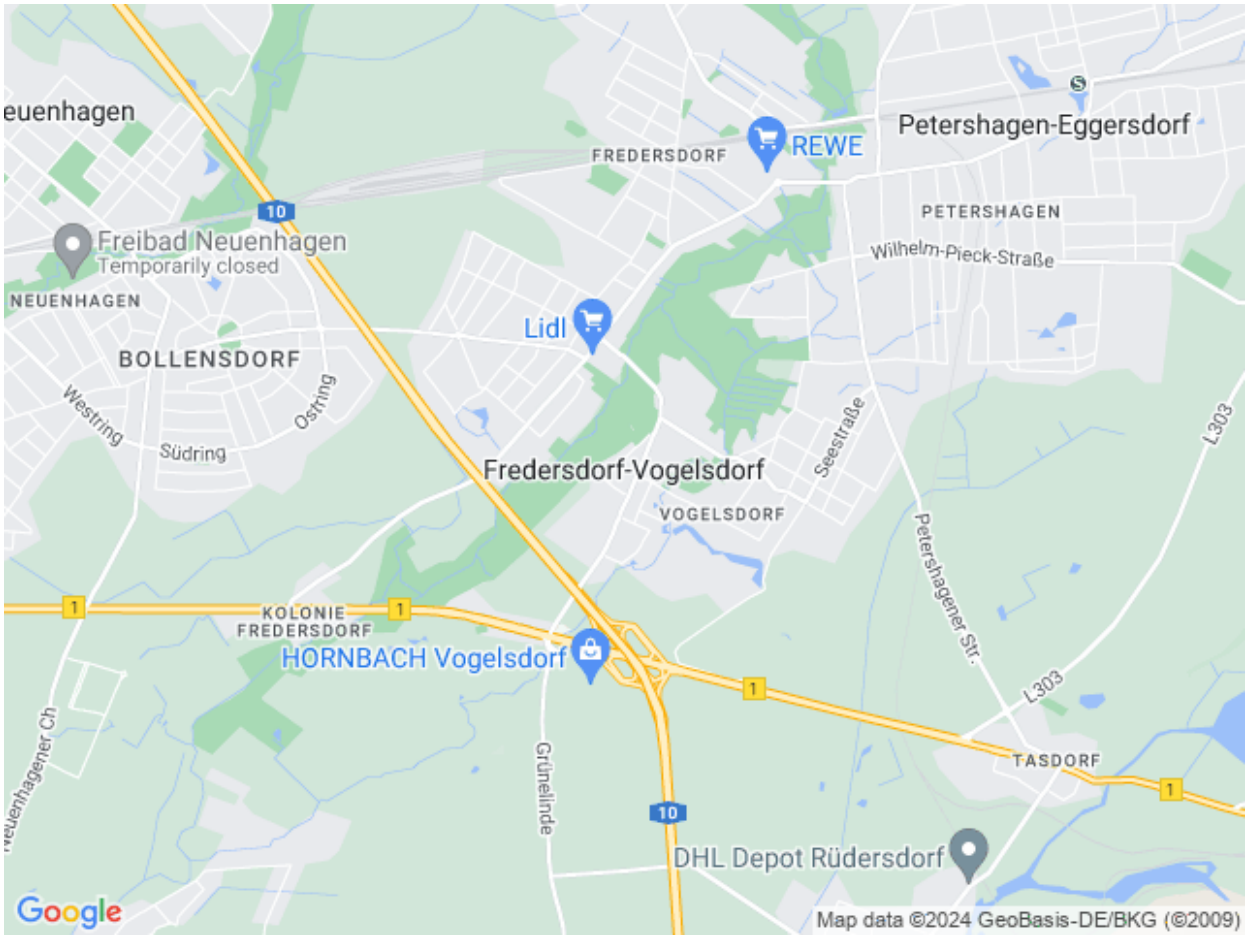 euenhagen
Petershagen-Eggersdorf
S
REWE
FREDERSDORF
10
PETERSHAGEN
Freibad Neuenhagen
Temporarily closed
Wilhelm-Pieck-Straße
NEUENHAGEN
Lidl
BOLLENSDORF
Westring
Ostring
Südring
Seestraße
L303
Fredersdorf-Vogelsdorf
VOGELSDORF
Petershagener Str.
1
1
KOLONIE
FREDERSDORF
HORNBACH Vogelsdorf
1
L303
Neuenhagener Ch
Grünelinde
TASDORF
1
10
DHL Depot Rüdersdorf
Google
Map data ©2024 GeoBasis-DE/BKG (©2009)